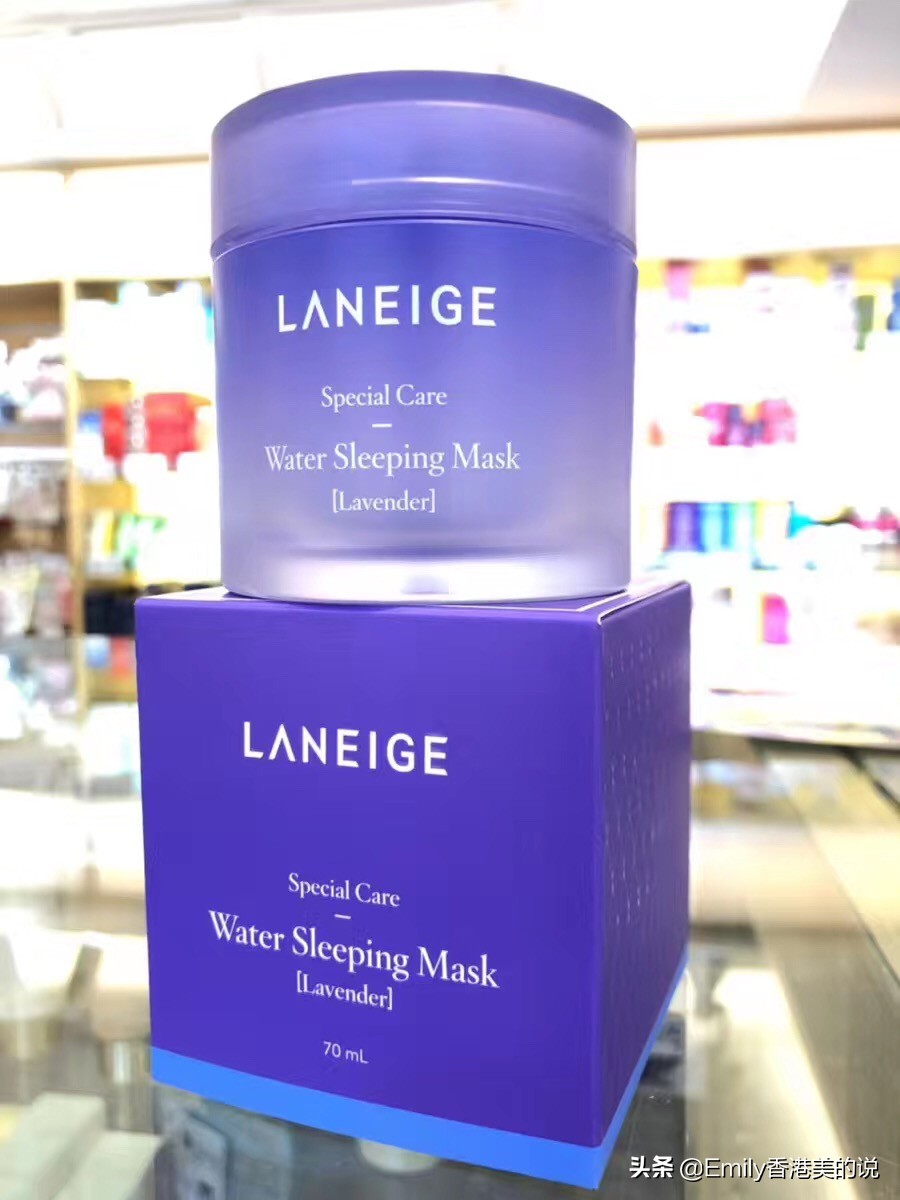 LANEIGE
Special Care
Water Sleeping Mask
[Lavender]
LANEIGE
Special Care
Water Sleeping Mask
[Lavender]
70 mL
头条 @Emily香港美的说